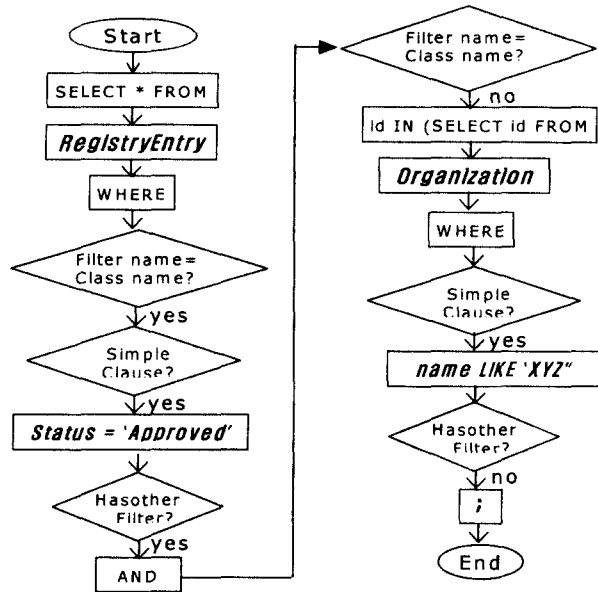 Start
SELECT * FROM
RegistryEntry
WHERE
Filter name=
Class name?
yes
Simple
Clause?
yes
Status = 'Approved'
Hasother
Filter?
yes
AND
Filter name=
Class name?
no
id IN (SELECT id FROM
Organization
WHERE
Simple
Clause?
yes
name LIKE 'XYZ"
Hasother
Filter?
no
;
End